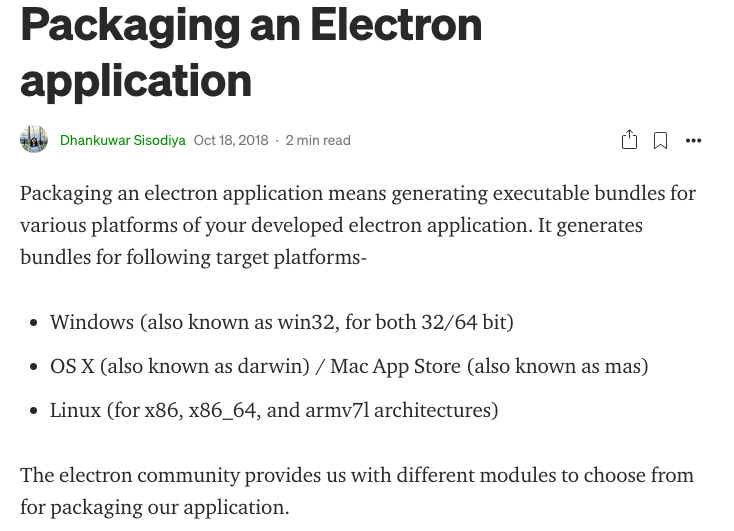 Packaging an Electron
application
Dhankuwar Sisodiya Oct 18, 2018 · 2 min read
Packaging an electron application means generating executable bundles for
various platforms of your developed electron application. It generates
bundles for following target platforms-
• Windows (also known as win32, for both 32/64 bit)
• OS X (also known as darwin) / Mac App Store (also known as mas)
• Linux (for x86, x86_64, and armv7l architectures)
The electron community provides us with different modules to choose from
for packaging our application.